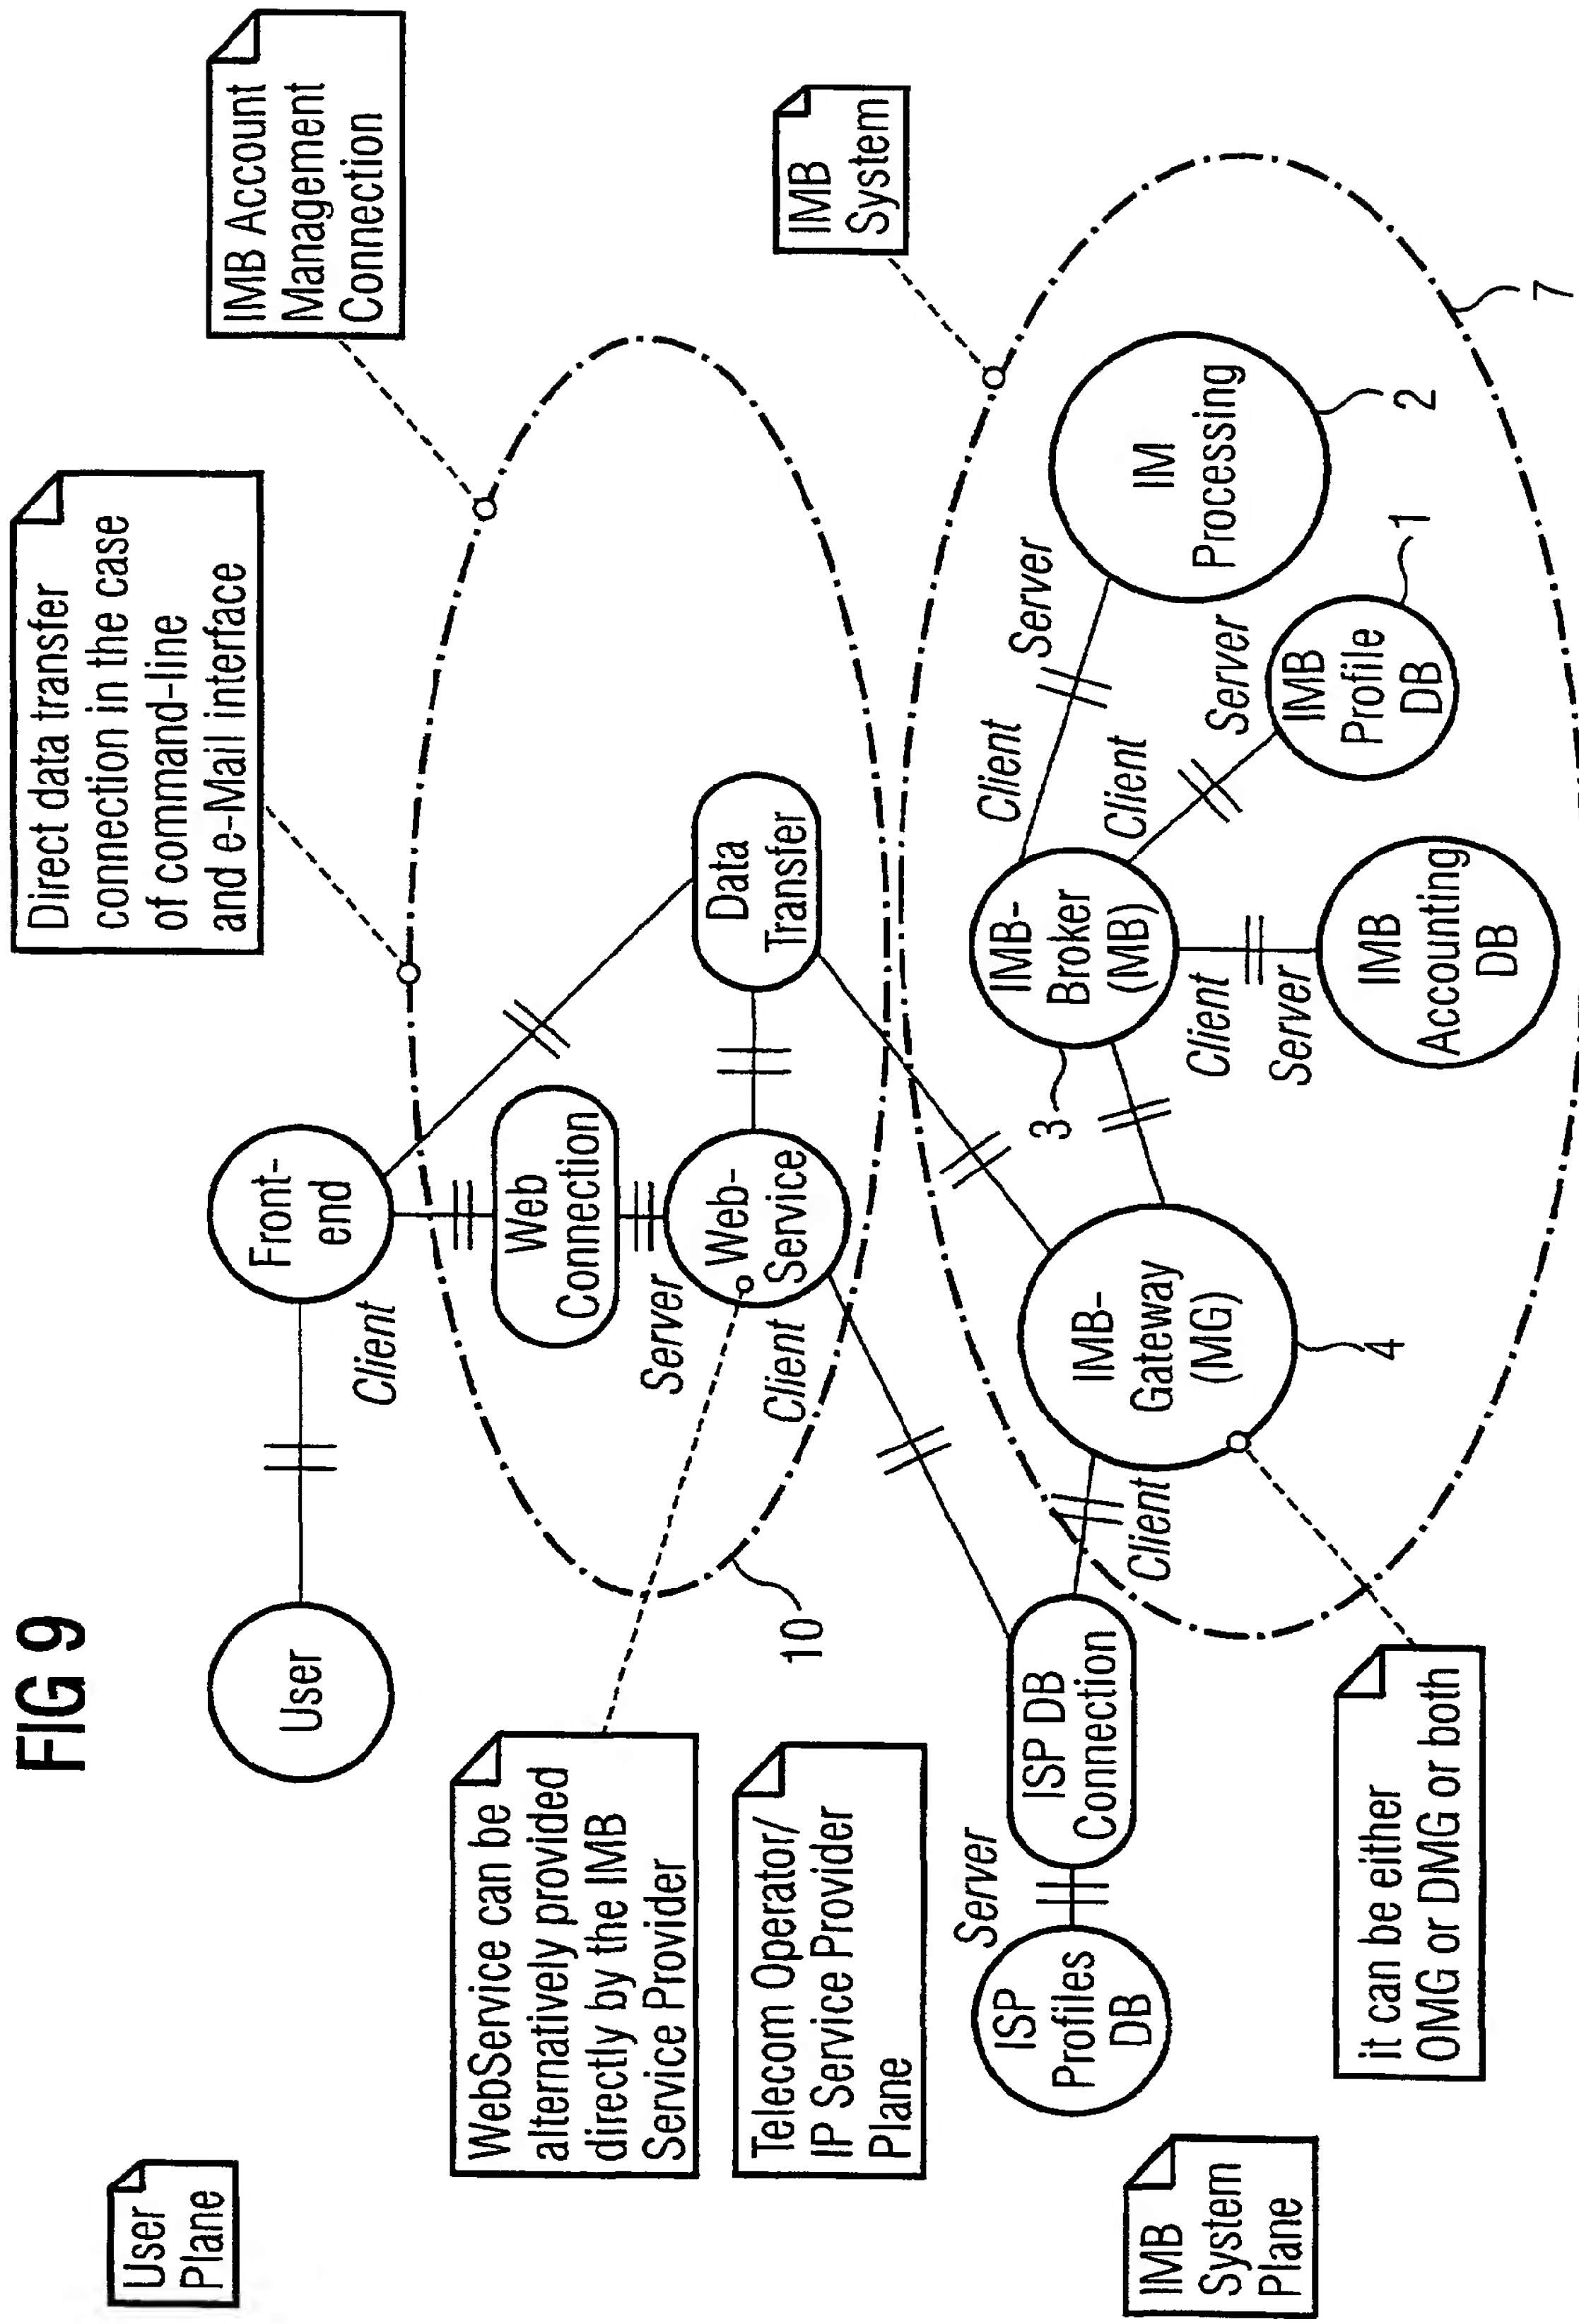 FIG 9
User
Plane
User
Front-
end
Client
Direct data transfer
connection in the case
of command-line
and e-Mail interface
IMB Account
Management
Connection
WebService can be
alternatively provided
directly by the IMB
Service Provider
Web
Connection
Server
Web-
Service
Client
Data
Transfer
10
Telecom Operator/
IP Service Provider
Plane
IMB
System
ISP
Profiles
DB
Server
ISP DB
Connection
Client
IMB-
Gateway
(MG)
4
3
IMB-
Broker
(MB)
Client
Server
IM
Processing
2
Client
Server
IMB
Profile
DB
1
Client
Server
IMB
Accounting
DB
7
IMB
System
Plane
it can be either
OMG or DMG or both